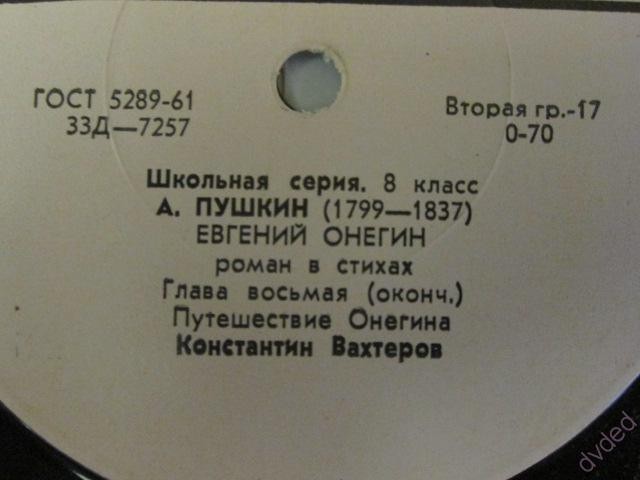 ГОСТ 5289-61
33Д—7257
Вторая гр.-17
0-70
Школьная серия. 8 класс
А. ПУШКИН (1799—1837)
ЕВГЕНИЙ ОНЕГИН
роман в стихах
Глава восьмая (оконч.)
Путешествие Онегина
Константин Вахтеров
dvded